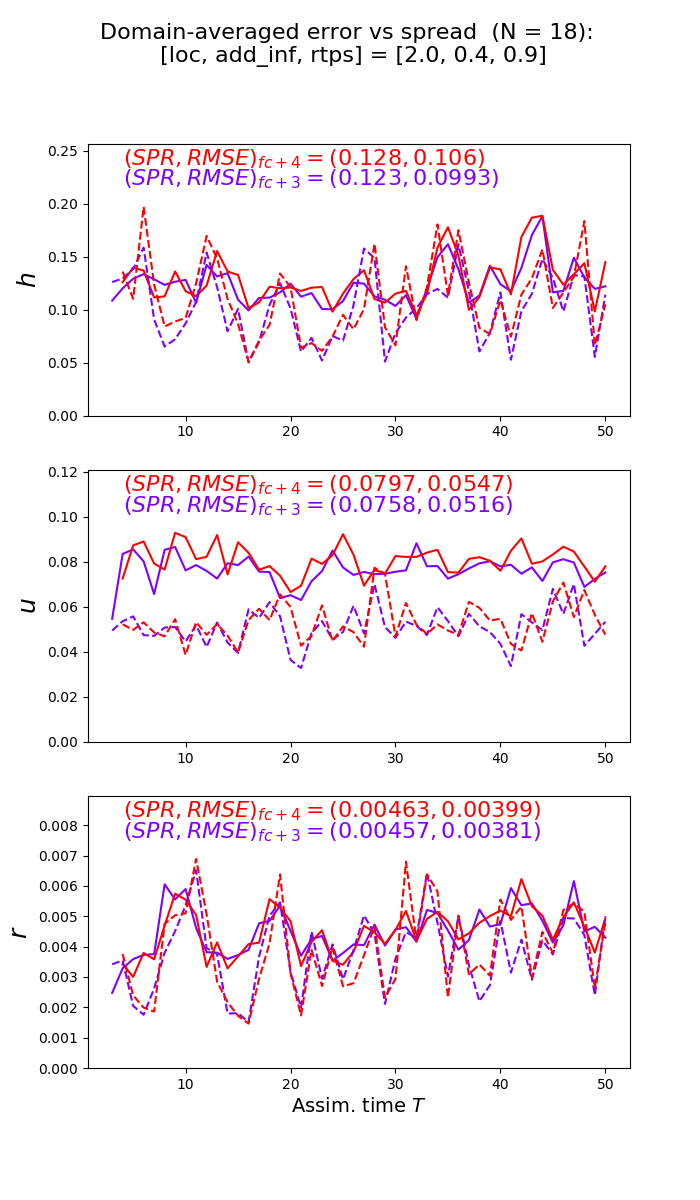 Domain-averaged error vs spread (N = 18):
[loc, add_inf, rtps] = [2.0, 0.4, 0.9]
(SPR, RMSE)fc+4 = (0.128, 0.106)
(SPR, RMSE)fc+3 = (0.123, 0.0993)
0.25
0.20
0.15
0.10
0.05
0.00
h
10 20 30 40 50
(SPR, RMSE)fc+4 = (0.0797, 0.0547)
(SPR, RMSE)fc+3 = (0.0758, 0.0516)
0.12
0.10
0.08
0.06
0.04
0.02
0.00
u
10 20 30 40 50
(SPR, RMSE)fc+4 = (0.00463, 0.00399)
(SPR, RMSE)fc+3 = (0.00457, 0.00381)
0.008
0.007
0.006
0.005
0.004
0.003
0.002
0.001
0.000
r
10 20 30 40 50
Assim. time T